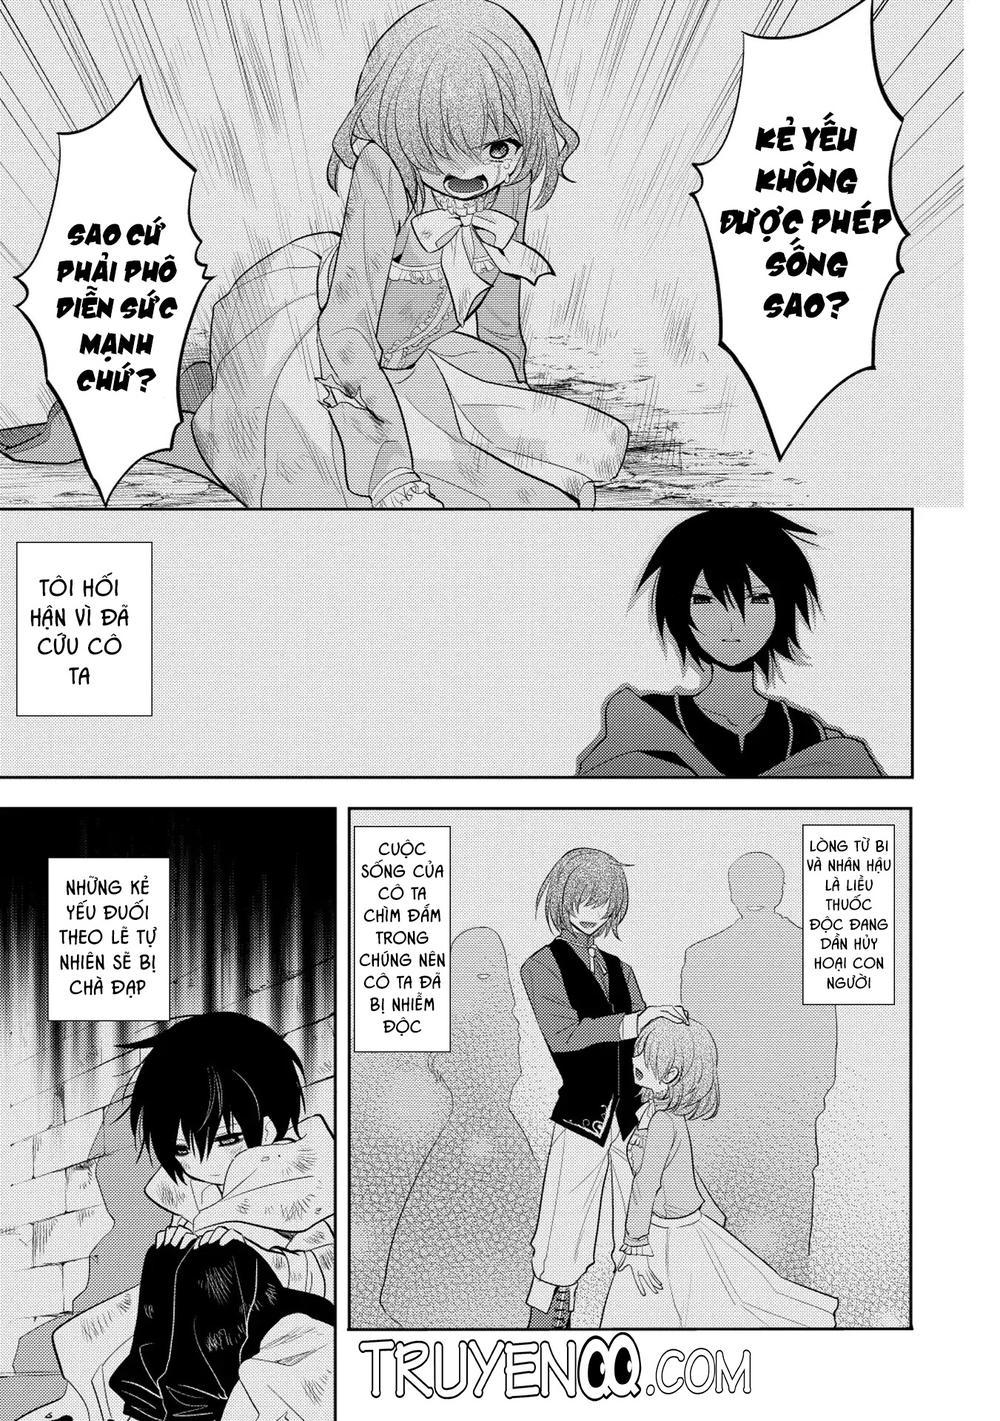 KẺ YẾU
KHÔNG
ĐƯỢC PHÉP
SỐNG
SAO?
SAO CỨ
PHẢI PHÔ
DIỄN SỨC
MẠNH
CHỨ?
TÔI HỐI
HẬN VÌ ĐÃ
CỨU CÔ
TA
LÒNG TỪ BI
VÀ NHÂN HẬU
LÀ LIỀU
THUỐC
ĐỘC ĐANG
DẦN HỦY
HOẠI CON
NGƯỜI
CUỘC
SỐNG CỦA
CÔ TA
CHÌM ĐẮM
TRONG
CHÚNG NÊN
CÔ TA ĐÃ
BỊ NHIỄM
ĐỘC
NHỮNG KẺ
YẾU ĐUỐI
THEO LẼ TỰ
NHIÊN SẼ BỊ
CHÀ ĐẠP
TRUYENQQ.COM